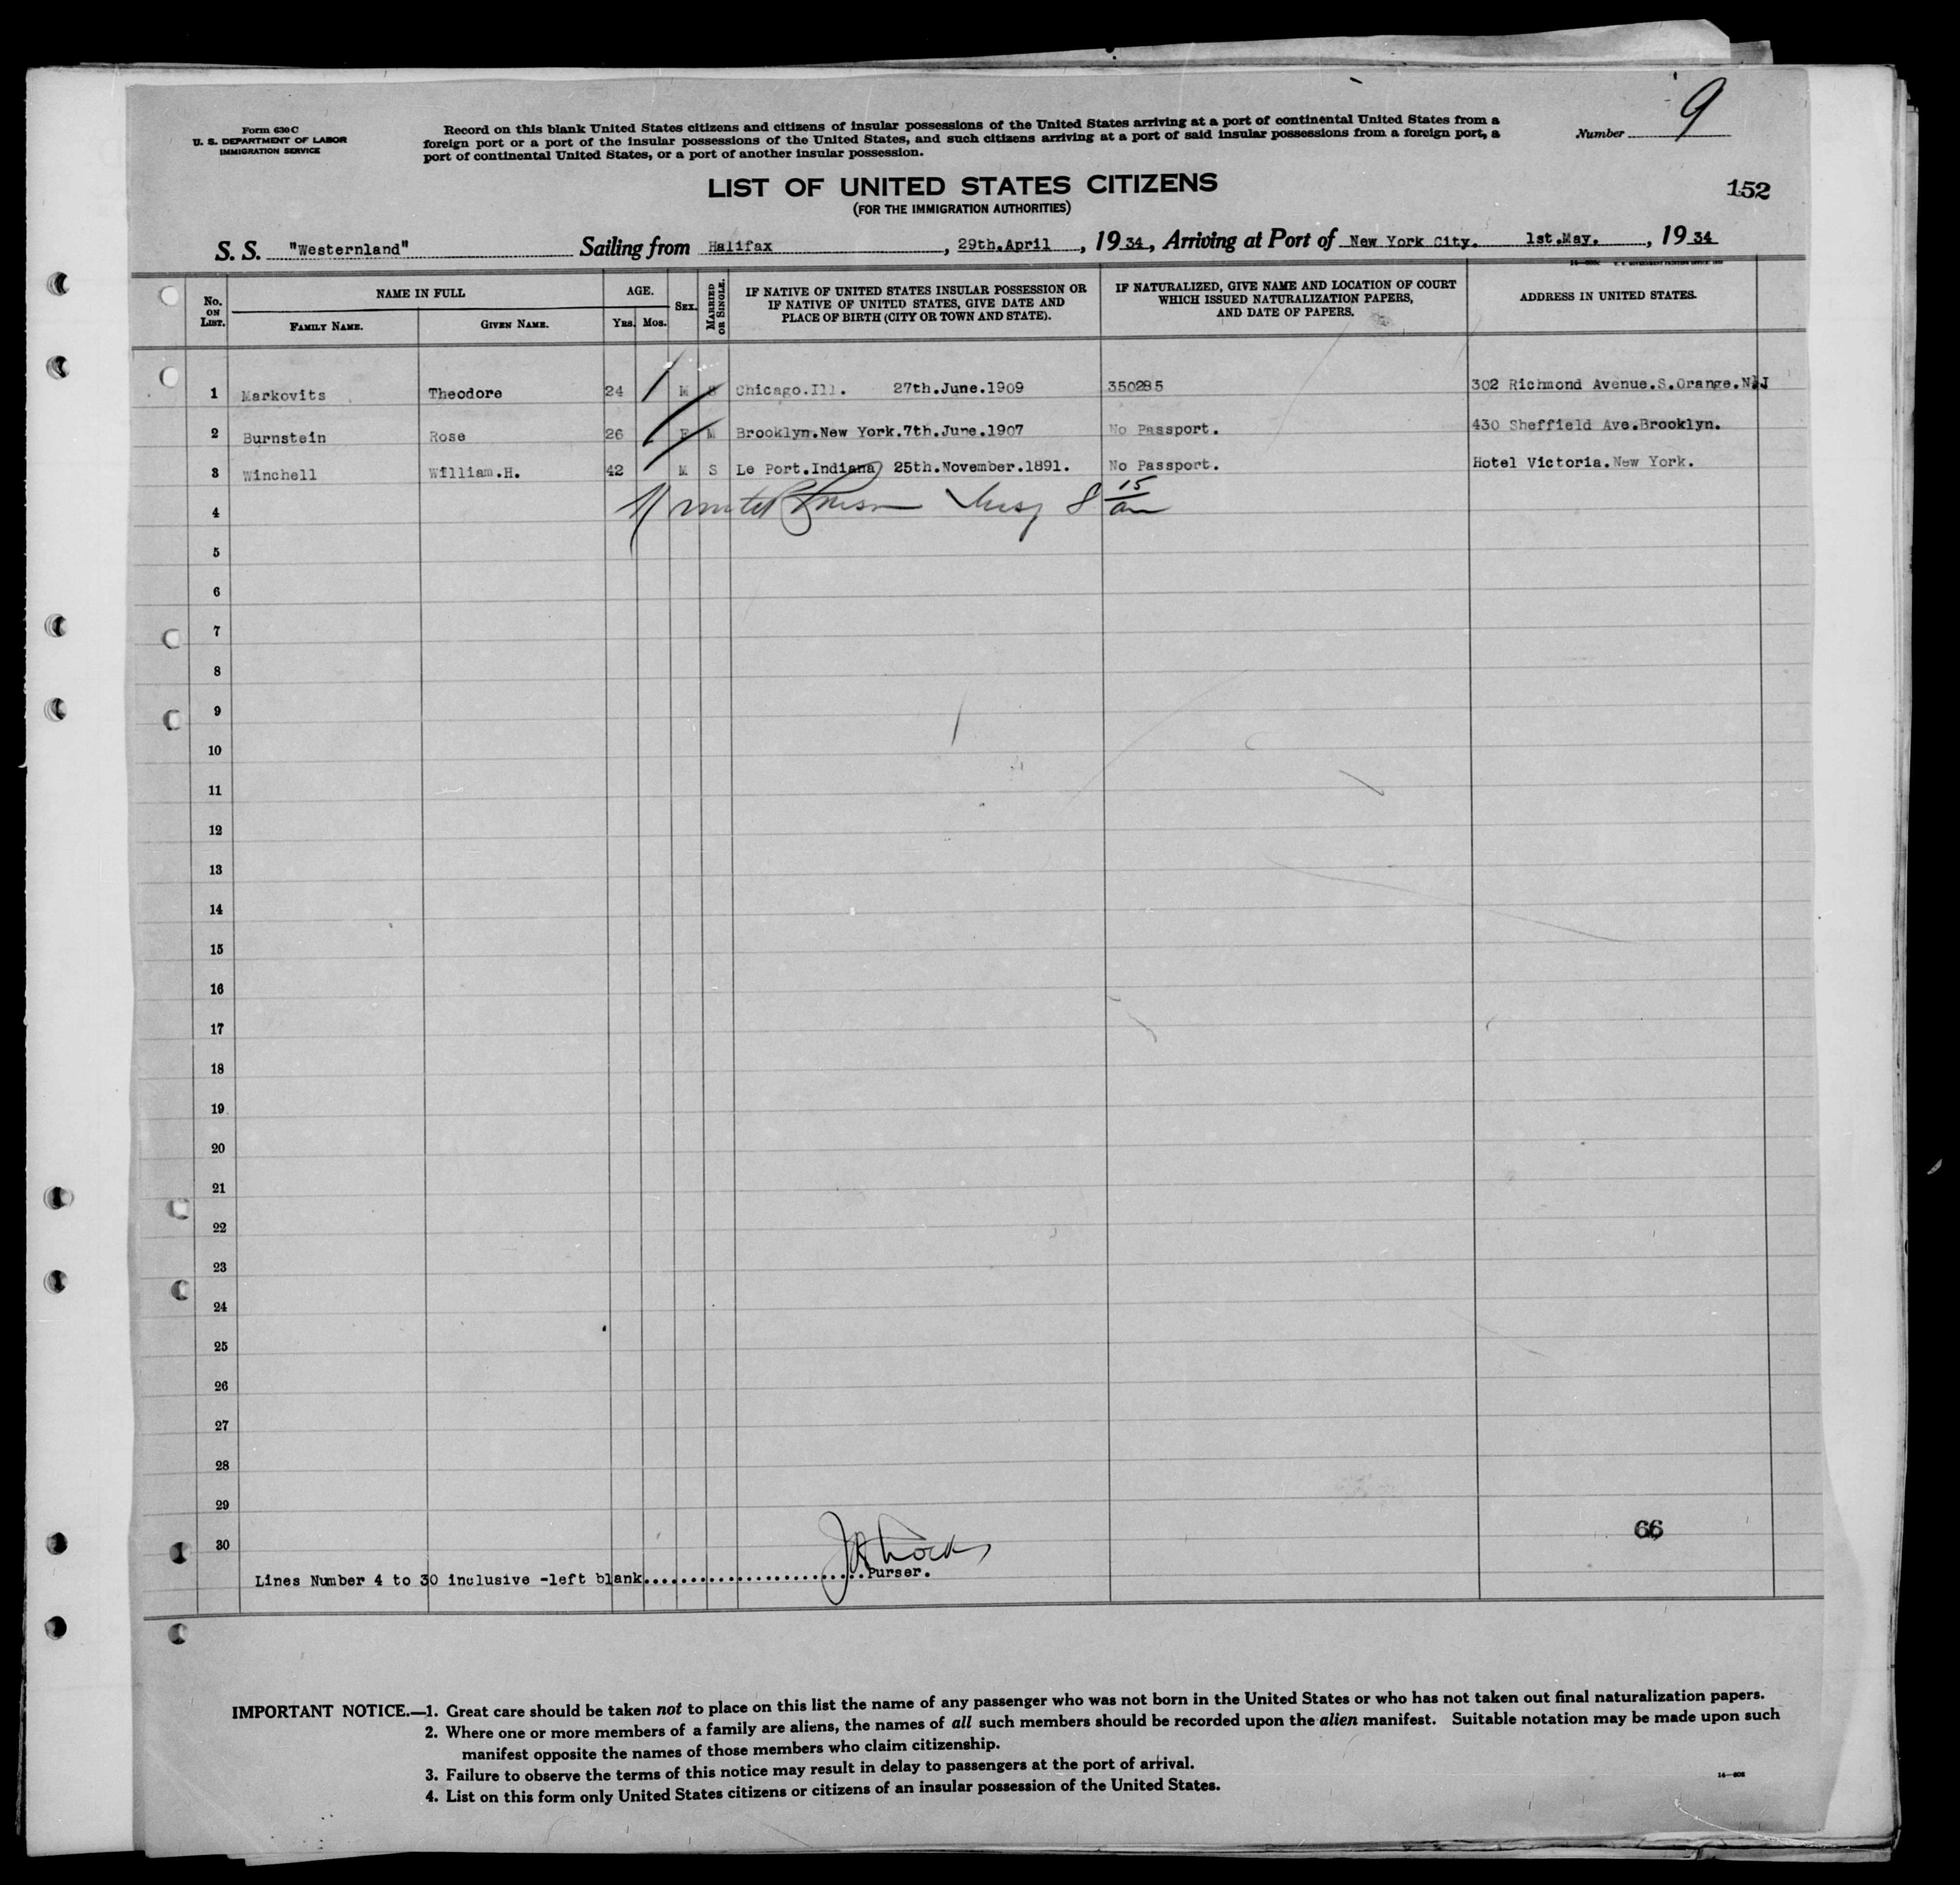 9
Form 630 C
U. S. DEPARTMENT OF LABOR
IMMIGRATION SERVICE
Record on this blank United States citizens and citizens of insular possessions of the United States arriving at a port of continental United States from a
foreign port or a port of the insular possessions of the United States, and such citizens arriving at a port of said insular possessions from a foreign port, a
port of continental United States, or a port of another insular possession.
Number
LIST OF UNITED STATES CITIZENS
(FOR THE IMMIGRATION AUTHORITIES)
152
S. S. "Westernland" Sailing from Halifax, 29th.April, 1934, Arriving at Port of New York City. 1st.May., 1934
No. ON LIST. NAME IN FULL FAMILY NAME. GIVEN NAME. AGE. YRS. MOS. SEX. MARRIED OR SINGLE. IF NATIVE OF UNITED STATES INSULAR POSSESSION OR IF NATIVE OF UNITED STATES, GIVE DATE AND PLACE OF BIRTH (CITY OR TOWN AND STATE). IF NATURALIZED, GIVE NAME AND LOCATION OF COURT WHICH ISSUED NATURALIZATION PAPERS, AND DATE OF PAPERS. ADDRESS IN UNITED STATES.
1 Markovits Theodore 24 M S Chicago.Ill. 27th.June.1909 350285 302 Richmond Avenue.S.Orange.N.J
2 Burnstein Rose 26 F M Brooklyn.New York.7th.June.1907 No Passport. 430 Sheffield Ave.Brooklyn.
3 Winchell William.H. 42 M S Le Port.Indiana 25th.November.1891. No Passport. Hotel Victoria.New York.
4
5
6
7
8
9
10
11
12
13
14
15
16
17
18
19
20
21
22
23
24
25
26
27
28
29
66
30
Lines Number 4 to 30 inclusive -left blank.........................Purser.
IMPORTANT NOTICE.—1. Great care should be taken not to place on this list the name of any passenger who was not born in the United States or who has not taken out final naturalization papers.
2. Where one or more members of a family are aliens, the names of all such members should be recorded upon the alien manifest. Suitable notation may be made upon such
manifest opposite the names of those members who claim citizenship.
3. Failure to observe the terms of this notice may result in delay to passengers at the port of arrival.
4. List on this form only United States citizens or citizens of an insular possession of the United States.